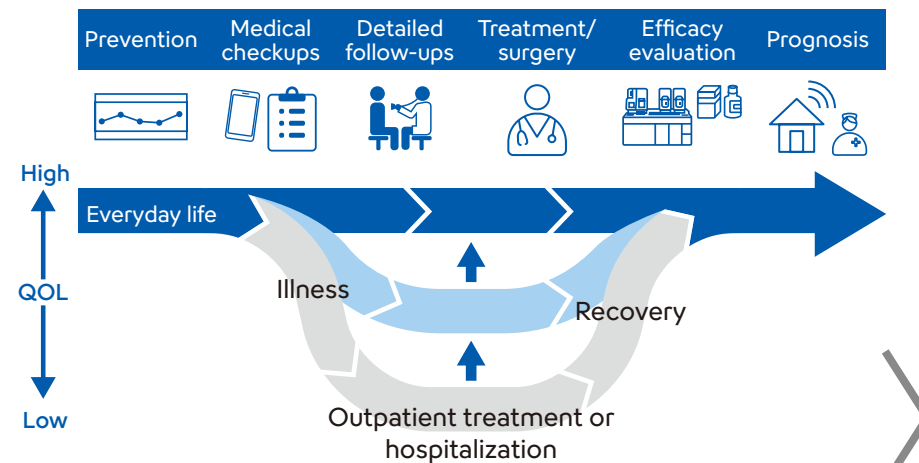 Prevention
Medical
checkups
Detailed
follow-ups
Treatment/
surgery
Efficacy
evaluation
Prognosis
High
Everyday life
QOL
Illness
Recovery
Low
Outpatient treatment or
hospitalization